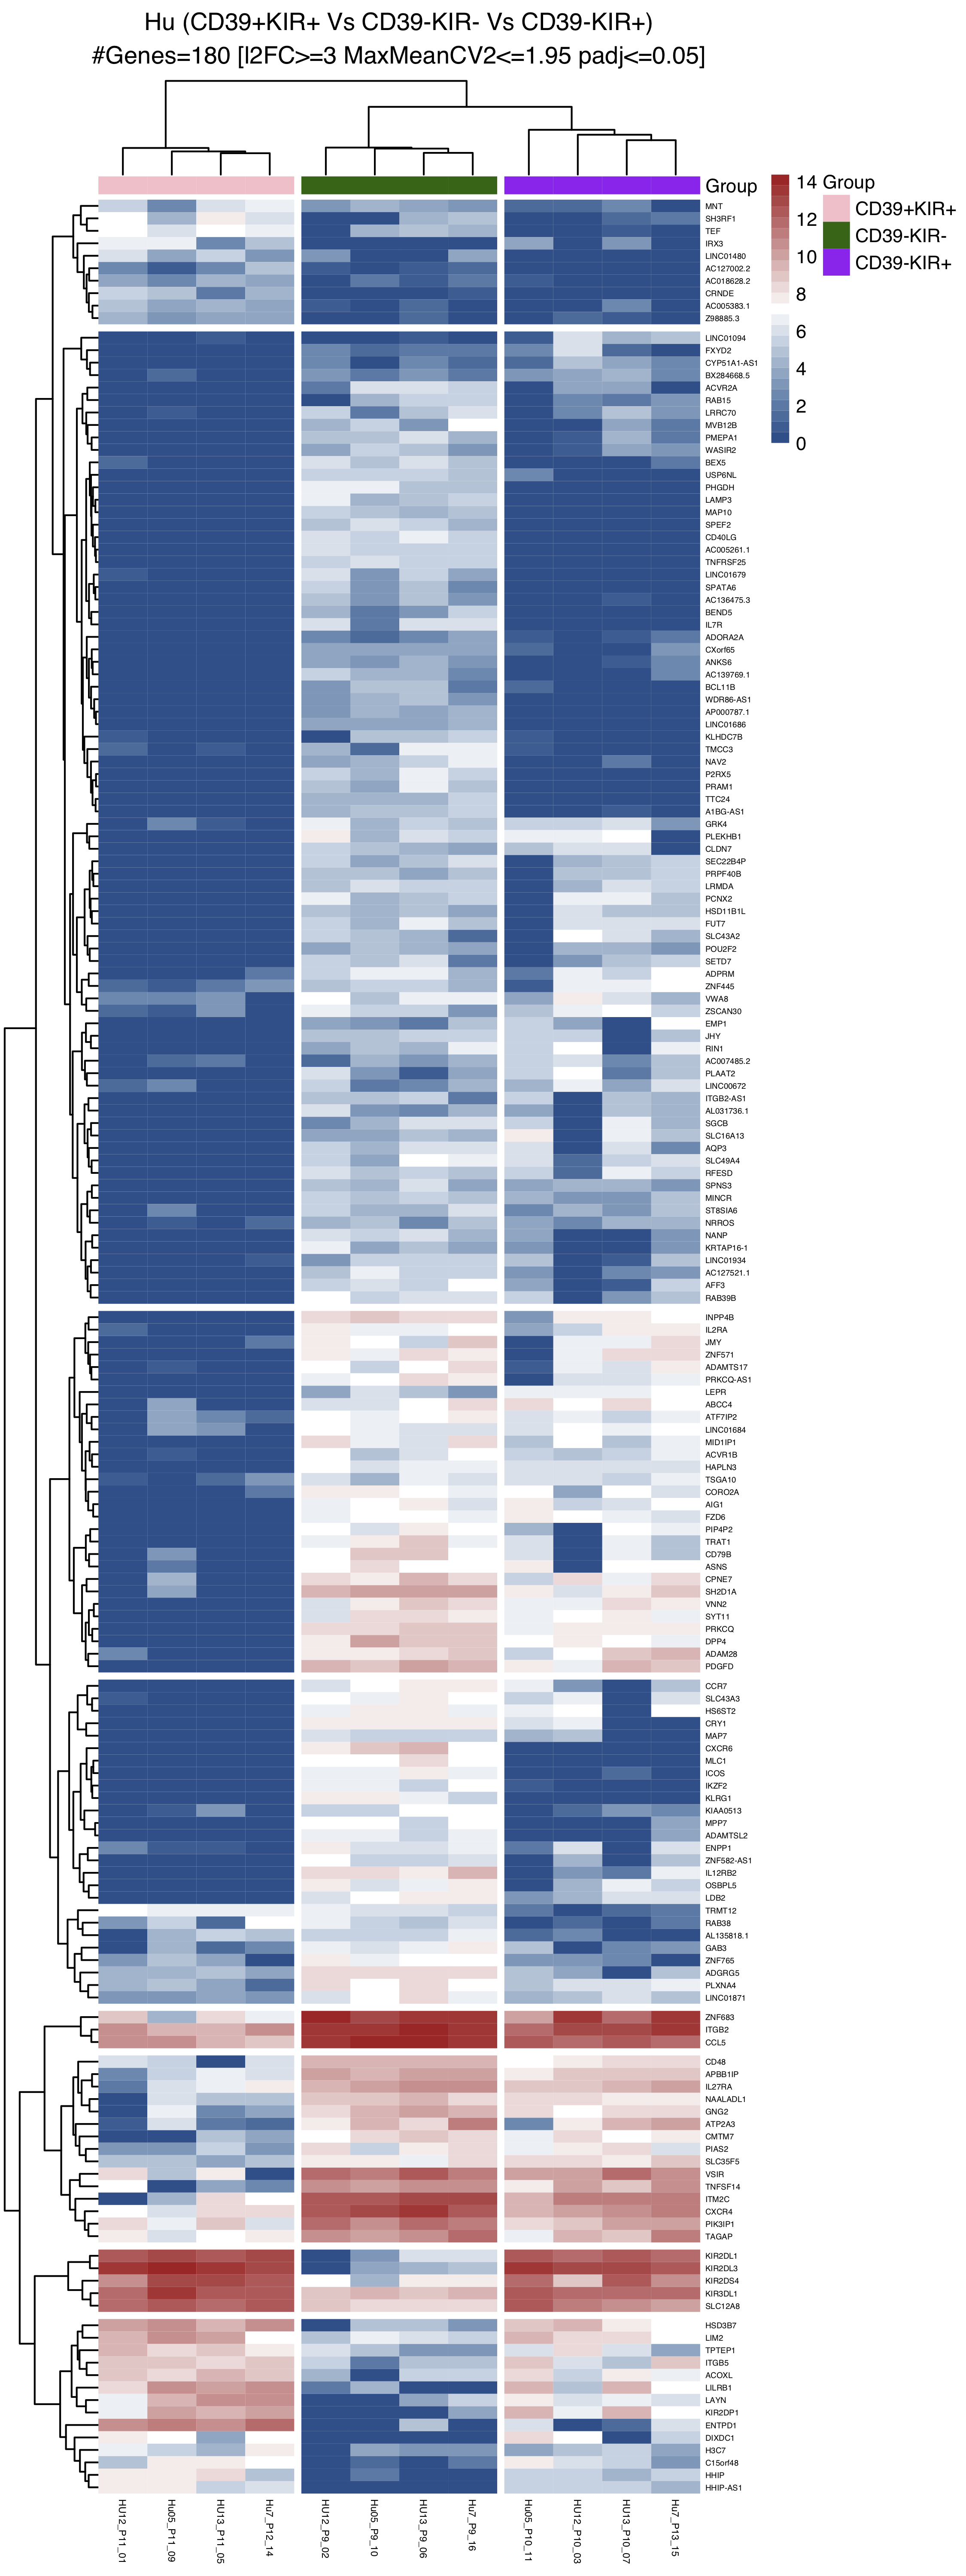 Hu (CD39+KIR+ Vs CD39-KIR- Vs CD39-KIR+)
#Genes=180 [l2FC>=3 MaxMeanCV2<=1.95 padj<=0.05]
Group
14
12
10
8
6
4
2
0
Group
CD39+KIR+
CD39-KIR-
CD39-KIR+
MNT
SH3RF1
TEF
IRX3
LINC01480
AC127002.2
AC018628.2
CRNDE
AC005383.1
Z98885.3
LINC01094
FXYD2
CYP51A1-AS1
BX284668.5
ACVR2A
RAB15
LRRC70
MVB12B
PMEPA1
WASIR2
BEX5
USP6NL
PHGDH
LAMP3
MAP10
SPEF2
CD40LG
AC005261.1
TNFRSF25
LINC01679
SPATA6
AC136475.3
BEND5
IL7R
ADORA2A
CXorf65
ANKS6
AC139769.1
BCL11B
WDR86-AS1
AP000787.1
LINC01686
KLHDC7B
TMCC3
NAV2
P2RX5
PRAM1
TTC24
A1BG-AS1
GRK4
PLEKHB1
CLDN7
SEC22B4P
PRPF40B
LRMDA
PCNX2
HSD11B1L
FUT7
SLC43A2
POU2F2
SETD7
ADPRM
ZNF445
VWA8
ZSCAN30
EMP1
JHY
RIN1
AC007485.2
PLAAT2
LINC00672
ITGB2-AS1
AL031736.1
SGCB
SLC16A13
AQP3
SLC49A4
RFESD
SPNS3
MINCR
ST8SIA6
NRROS
NANP
KRTAP16-1
LINC01934
AC127521.1
AFF3
RAB39B
INPP4B
IL2RA
JMY
ZNF571
ADAMTS17
PRKCQ-AS1
LEPR
ABCC4
ATF7IP2
LINC01684
MID1IP1
ACVR1B
HAPLN3
TSGA10
CORO2A
AIG1
FZD6
PIP4P2
TRAT1
CD79B
ASNS
CPNE7
SH2D1A
VNN2
SYT11
PRKCQ
DPP4
ADAM28
PDGFD
CCR7
SLC43A3
HS6ST2
CRY1
MAP7
CXCR6
MLC1
ICOS
IKZF2
KLRG1
KIAA0513
MPP7
ADAMTSL2
ENPP1
ZNF582-AS1
IL12RB2
OSBPL5
LDB2
TRMT12
RAB38
AL135818.1
GAB3
ZNF765
ADGRG5
PLXNA4
LINC01871
ZNF683
ITGB2
CCL5
CD48
APBB1IP
IL27RA
NAALADL1
GNG2
ATP2A3
CMTM7
PIAS2
SLC35F5
VSIR
TNFSF14
ITM2C
CXCR4
PIK3IP1
TAGAP
KIR2DL1
KIR2DL3
KIR2DS4
KIR3DL1
SLC12A8
HSD3B7
LIM2
TPTEP1
ITGB5
ACOXL
LILRB1
LAYN
KIR2DP1
ENTPD1
DIXDC1
H3C7
C15orf48
HHIP
HHIP-AS1
HU12_P11_01
Hu05_P11_09
HU13_P11_05
Hu7_P12_14
HU12_P9_02
Hu05_P9_10
HU13_P9_06
Hu7_P9_16
Hu05_P10_11
HU12_P10_03
HU13_P10_07
Hu7_P13_15